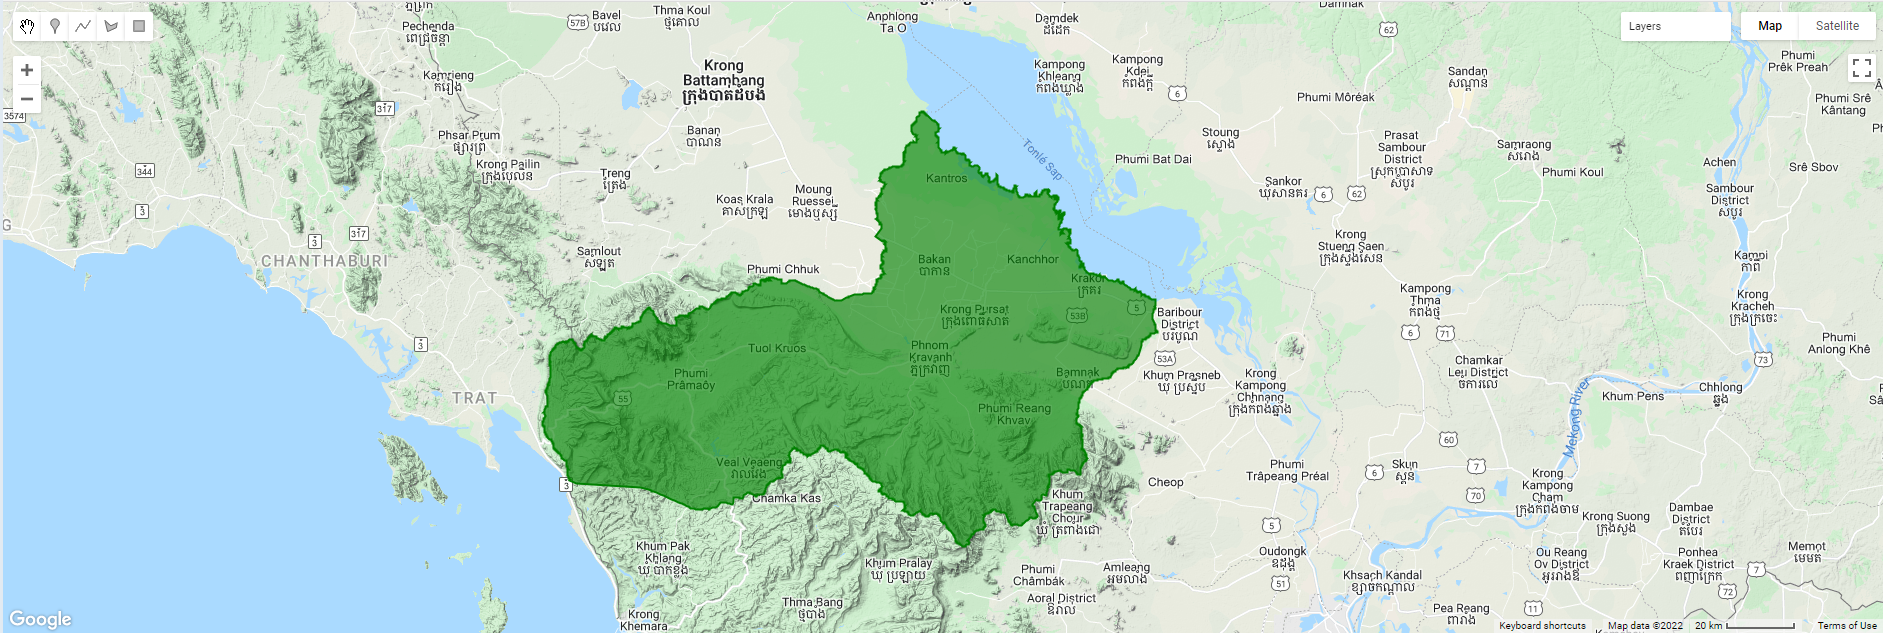 Thma Koul
ថ្មគោល
Bavel
បវេល
57B
Pechenda
ពេជ្រចិន្តា
Anphlong
Ta O
Damdek
ដំដែក
62
Layers
Map
Satellite
Phumi
Prêk Preah
Kamrieng
កំរៀង
Krong
Battambang
ក្រុងបាត់ដំបង
Kampong
Khleang
កំពង់ឃ្លាំង
Kampong
Kdei
កំពង់ក្ដី
6
Sandan
សណ្ដាន់
Phumi Môréak
Phumi Srê
Kântang
317
3574
Phsar Prum
ផ្សារព្រំ
Banan
បាណន់
Stoung
ស្ទោង
Prasat
Sambour
District
ស្រុកប្រាសាទ
សំបូរ
Samraong
សំរោង
Achen
344
Krong Pailin
ក្រុងប៉ៃលិន
Treng
ត្រែង
Tonlé Sap
Phumi Bat Dai
Phumi Koul
Srê Sbov
Kantros
Moung
Ruessei
មោងឫស្សី
Koas Krala
គាស់ក្រឡ
Sankor
ឃុំសានគរ
6
62
Sambour
District
សំបូរ
3
317
3
CHANTHABURI
Samlout
សំឡូត
Phumi Chhuk
Bakan
បាកាន
Kanchhor
Krakor
ក្រគរ
Krong
Stueng Saen
ក្រុងស្ទឹងសែន
Kampi
កាំពី
Kampong
Thma
កំពង់ថ្ម
Krong
Kracheh
ក្រុងក្រចេះ
Krong Pursat
ក្រុងពោធិ៍សាត់
53B
5
Baribour
District
បរបូណ៌
6
71
3
Tuol Kruos
Phnom
Kravanh
ភ្នំក្រវាញ
53A
Phumi
Anlong Khê
73
Phumi
Prâmaôy
Bamnak
បំណក់
Khum Prasneb
ឃុំ ប្រស្នឹប
Krong
Kampong
Chhnang
ក្រុងកំពង់ឆ្នាំង
Chamkar
Leu District
ចំការលើ
Chhlong
ឆ្លូង
TRAT
55
Phumi Reang
Khvav
Mekong River
Khum Pens
60
Veal Veaeng
វាលវែង
Phumi
Trâpeang Préal
Skun
ស្គន់
6
7
70
3
Chamka Kas
Cheop
Khum
Trapeang
Chour
ឃុំ ត្រពាំងជោ
Krong
Kampong
Cham
ក្រុងកំពង់ចាម
Krong Suong
ក្រុងសួង
Dambae
District
តំបែរ
5
Khum Pak
Khlang
ឃុំ បាក់ខ្លង
Khum Pralay
ឃុំ ប្រឡាយ
Oudongk
ឧដុង្គ
Ou Reang
Ov District
អូររាំងឪ
Ponhea
Kraek District
ពញាក្រែក
Memot
មេមត់
7
Phumi
Châmbák
Amleang
អមលាំង
51
Khsach Kandal
ខ្សាច់កណ្ដាល
72
Google
Krong
Khemara
Thma Bang
ថ្មបាំង
Aoral District
ឱរ៉ាល់
Pea Reang
ពារាំង
11
Keyboard shortcuts
Map data ©2022
20 km
Terms of Use